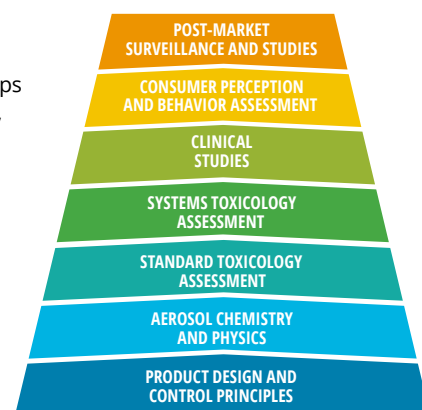 POST-MARKET
SURVEILLANCE AND STUDIES
ps
CONSUMER PERCEPTION
AND BEHAVIOR ASSESSMENT
CLINICAL
STUDIES
SYSTEMS TOXICOLOGY
ASSESSMENT
STANDARD TOXICOLOGY
ASSESSMENT
AEROSOL CHEMISTRY
AND PHYSICS
PRODUCT DESIGN AND
CONTROL PRINCIPLES